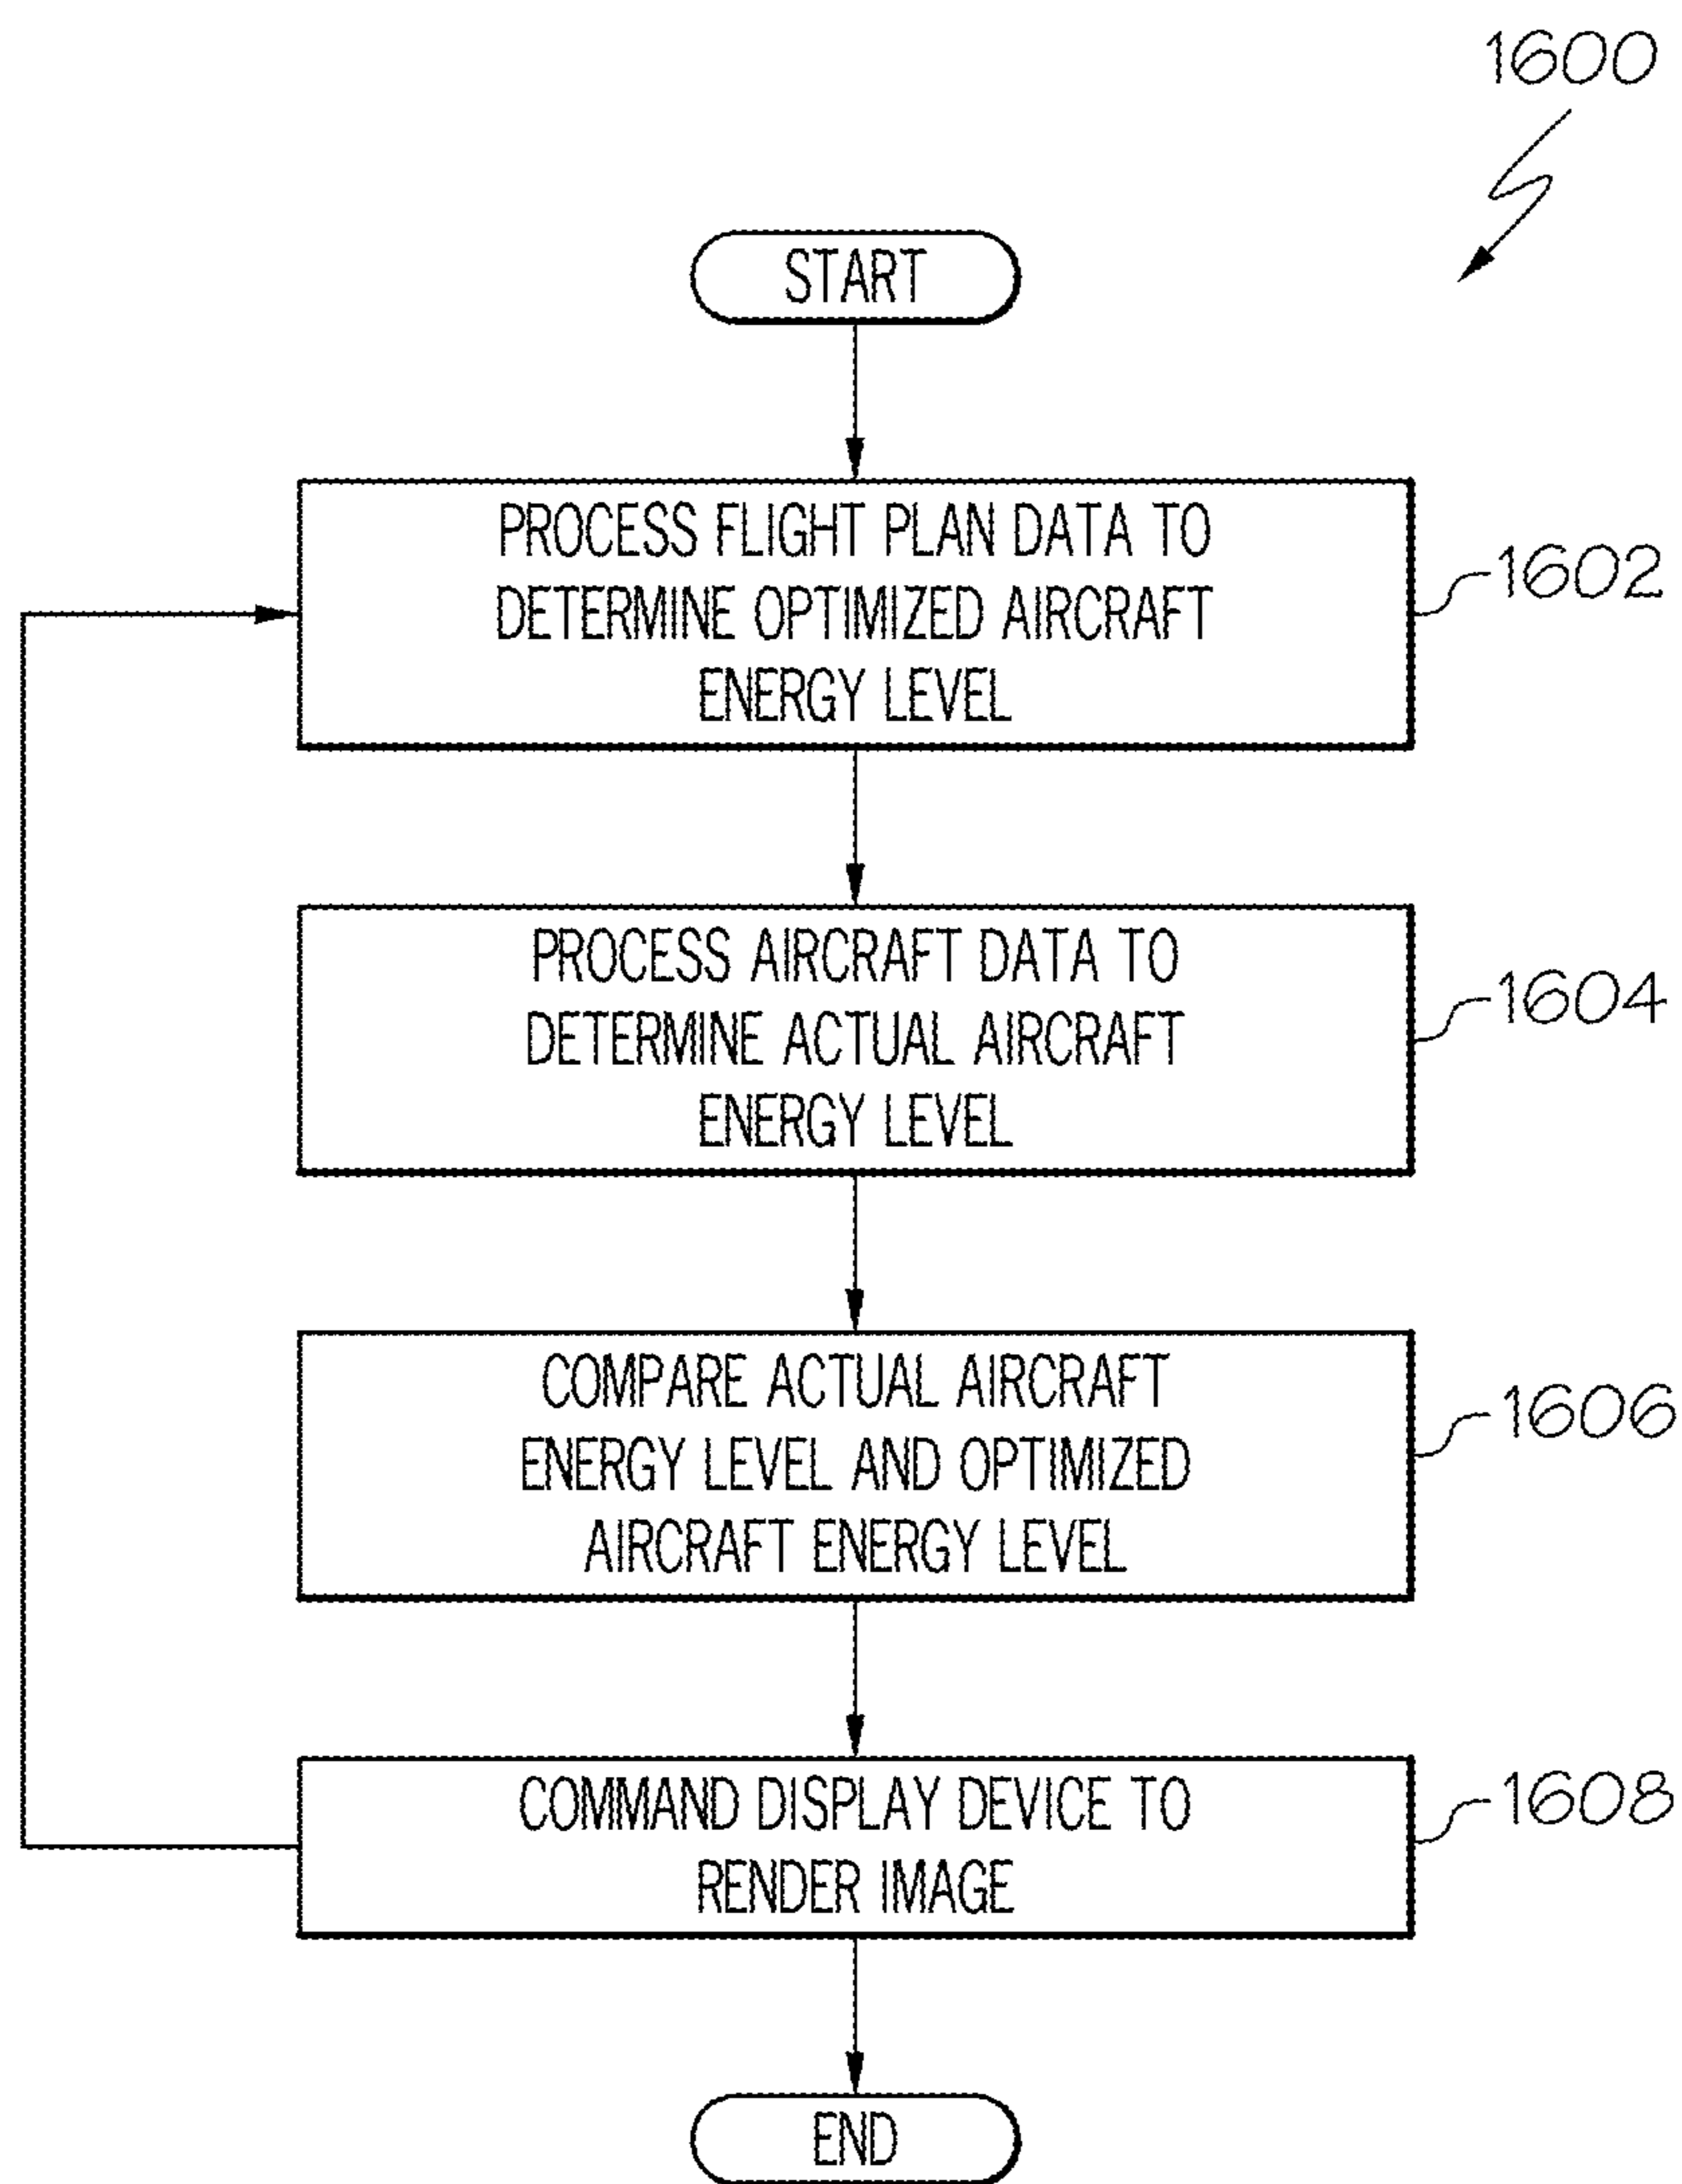 1600
START
PROCESS FLIGHT PLAN DATA TO
DETERMINE OPTIMIZED AIRCRAFT
ENERGY LEVEL
1602
PROCESS AIRCRAFT DATA TO
DETERMINE ACTUAL AIRCRAFT
ENERGY LEVEL
1604
COMPARE ACTUAL AIRCRAFT
ENERGY LEVEL AND OPTIMIZED
AIRCRAFT ENERGY LEVEL
1606
COMMAND DISPLAY DEVICE TO
RENDER IMAGE
1608
END